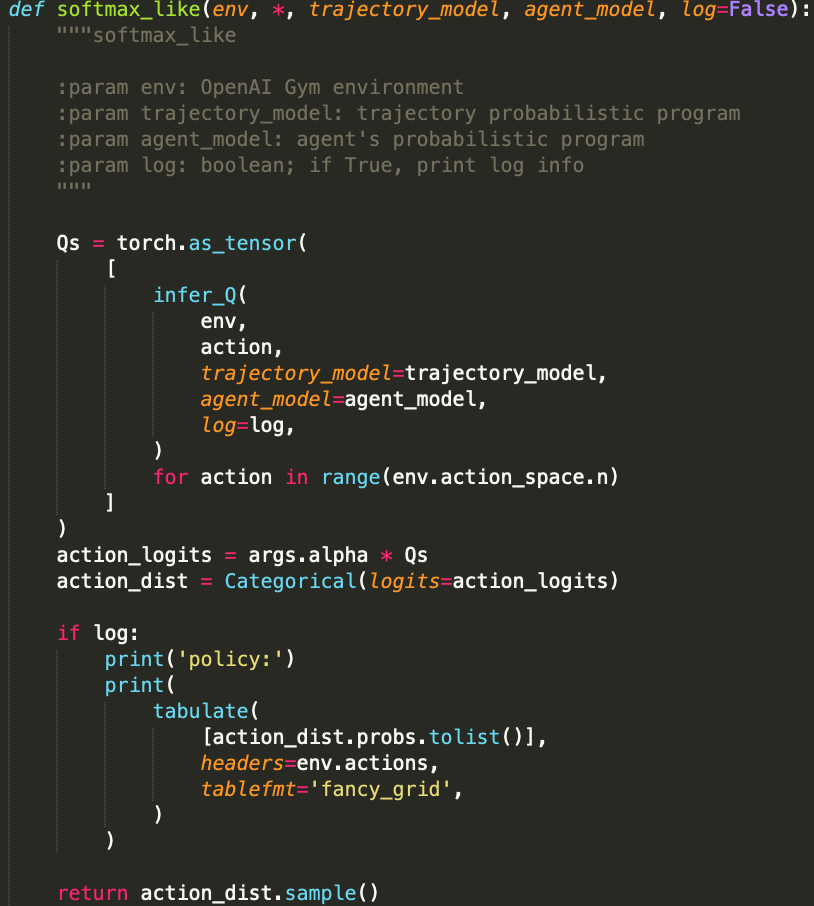 def softmax_like(env, *, trajectory_model, agent_model, log=False):
    """softmax_like

    :param env: OpenAI Gym environment
    :param trajectory_model: trajectory probabilistic program
    :param agent_model: agent's probabilistic program
    :param log: boolean; if True, print log info
    """

    Qs = torch.as_tensor(
        [
            infer_Q(
                env,
                action,
                trajectory_model=trajectory_model,
                agent_model=agent_model,
                log=log,
            )
            for action in range(env.action_space.n)
        ]
    )
    action_logits = args.alpha * Qs
    action_dist = Categorical(logits=action_logits)

    if log:
        print('policy:')
        print(
            tabulate(
                [action_dist.probs.tolist()],
                headers=env.actions,
                tablefmt='fancy_grid',
            )
        )

    return action_dist.sample()